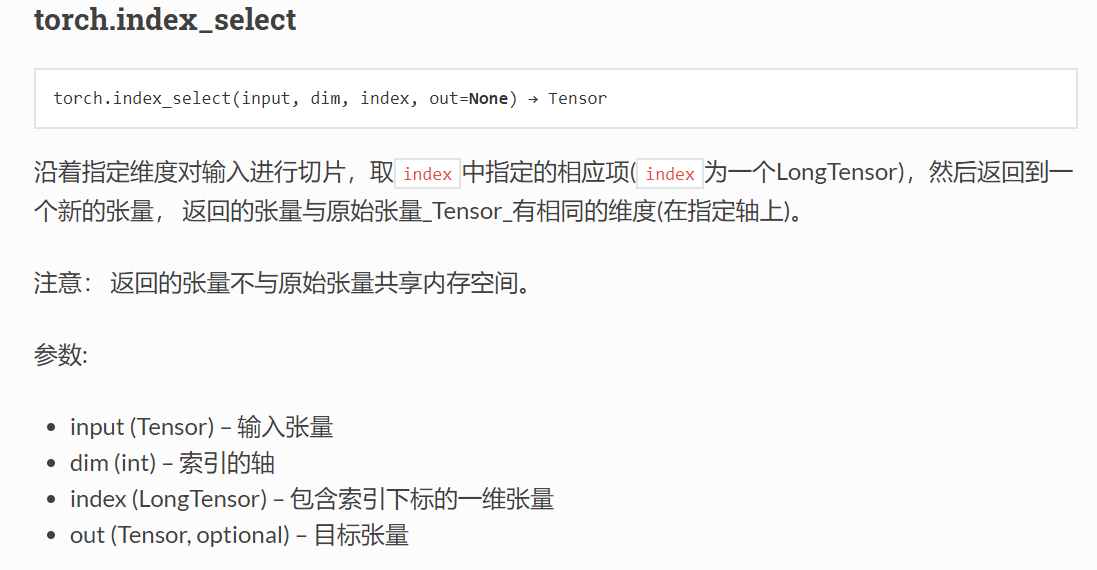 torch.index_select
torch.index_select(input, dim, index, out=None) → Tensor
沿着指定维度对输入进行切片，取index中指定的相应项(index为一个LongTensor)，然后返回到一
个新的张量， 返回的张量与原始张量_Tensor_有相同的维度(在指定轴上)。
注意： 返回的张量不与原始张量共享内存空间。
参数:
• input (Tensor) – 输入张量
• dim (int) – 索引的轴
• index (LongTensor) – 包含索引下标的一维张量
• out (Tensor, optional) – 目标张量